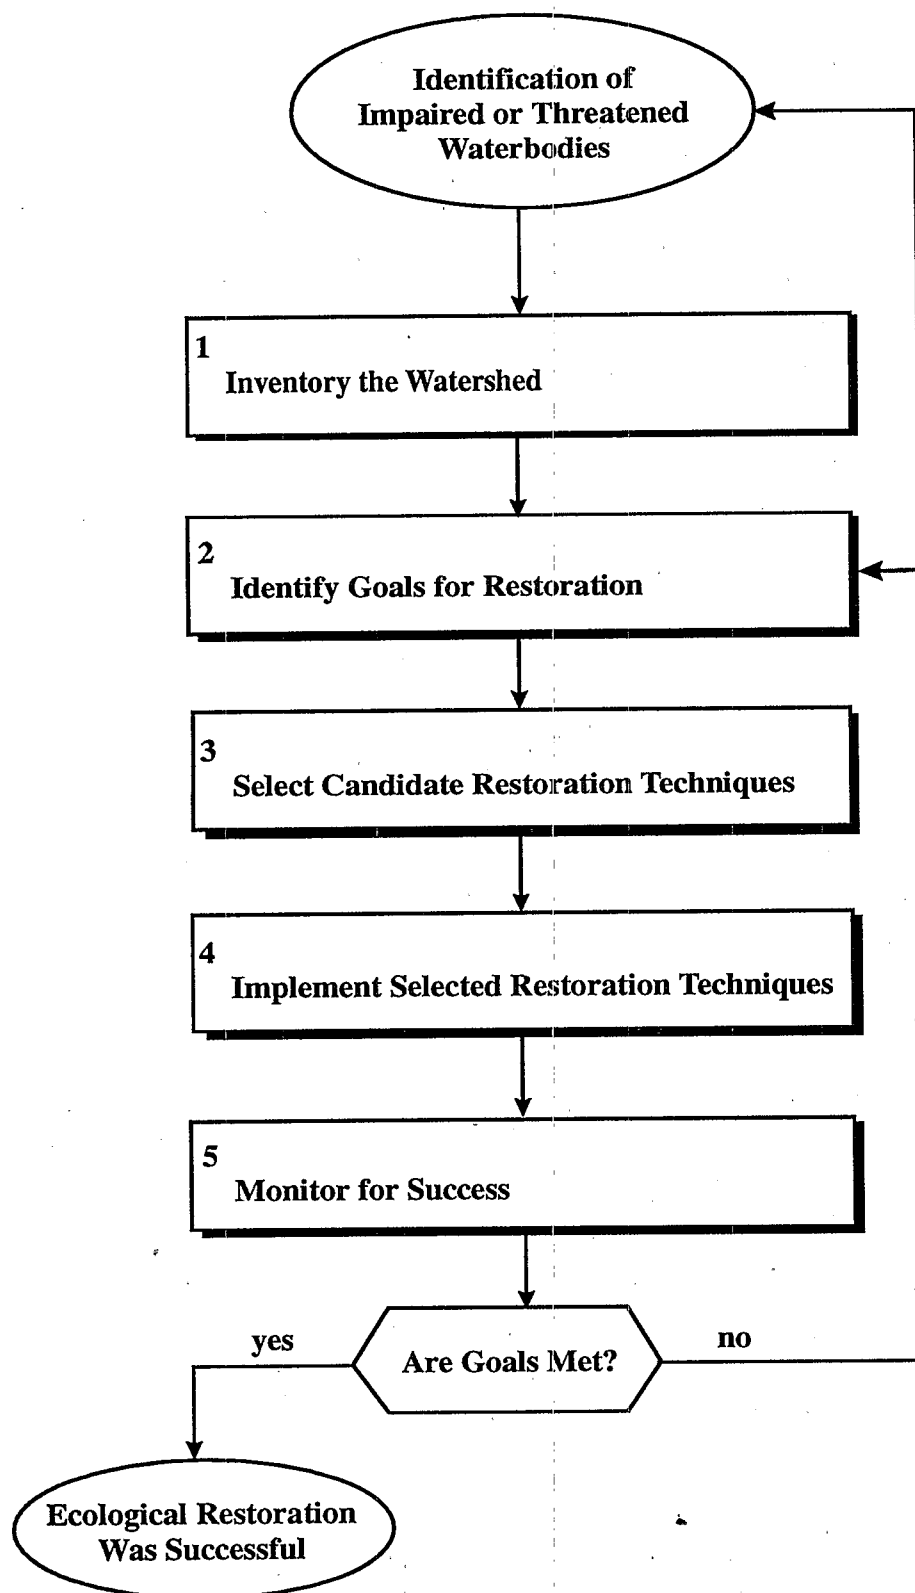 Identification of
Impaired or Threatened
Waterbodies
1
Inventory the Watershed
2
Identify Goals for Restoration
3
Select Candidate Restoration Techniques
4
Implement Selected Restoration Techniques
5
Monitor for Success
yes
Are Goals Met?
no
Ecological Restoration
Was Successful